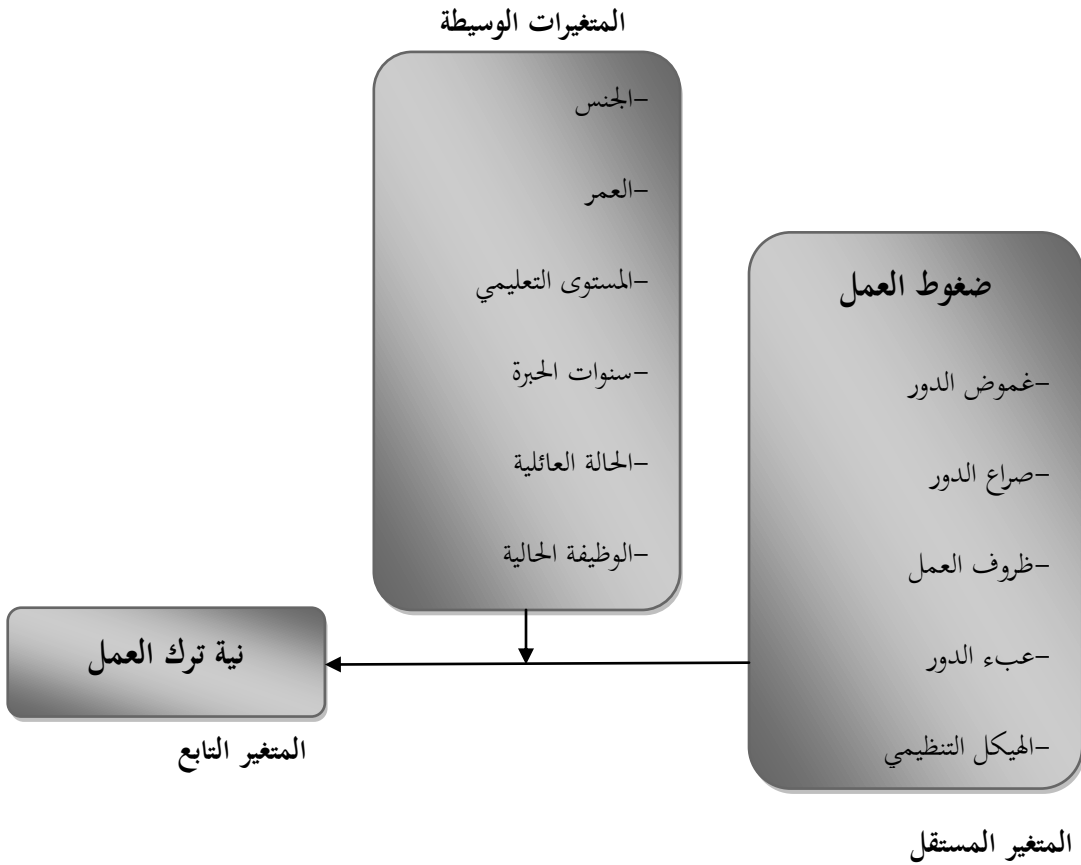 المتغيرات الوسيطة
-الجنس
-العمر
-المستوى التعليمي
-سنوات الخبرة
-الحالة العائلية
-الوظيفة الحالية
ضغوط العمل
-غموض الدور
-صراع الدور
-ظروف العمل
-عبء الدور
-الهيكل التنظيمي
المتغير المستقل
نية ترك العمل
المتغير التابع